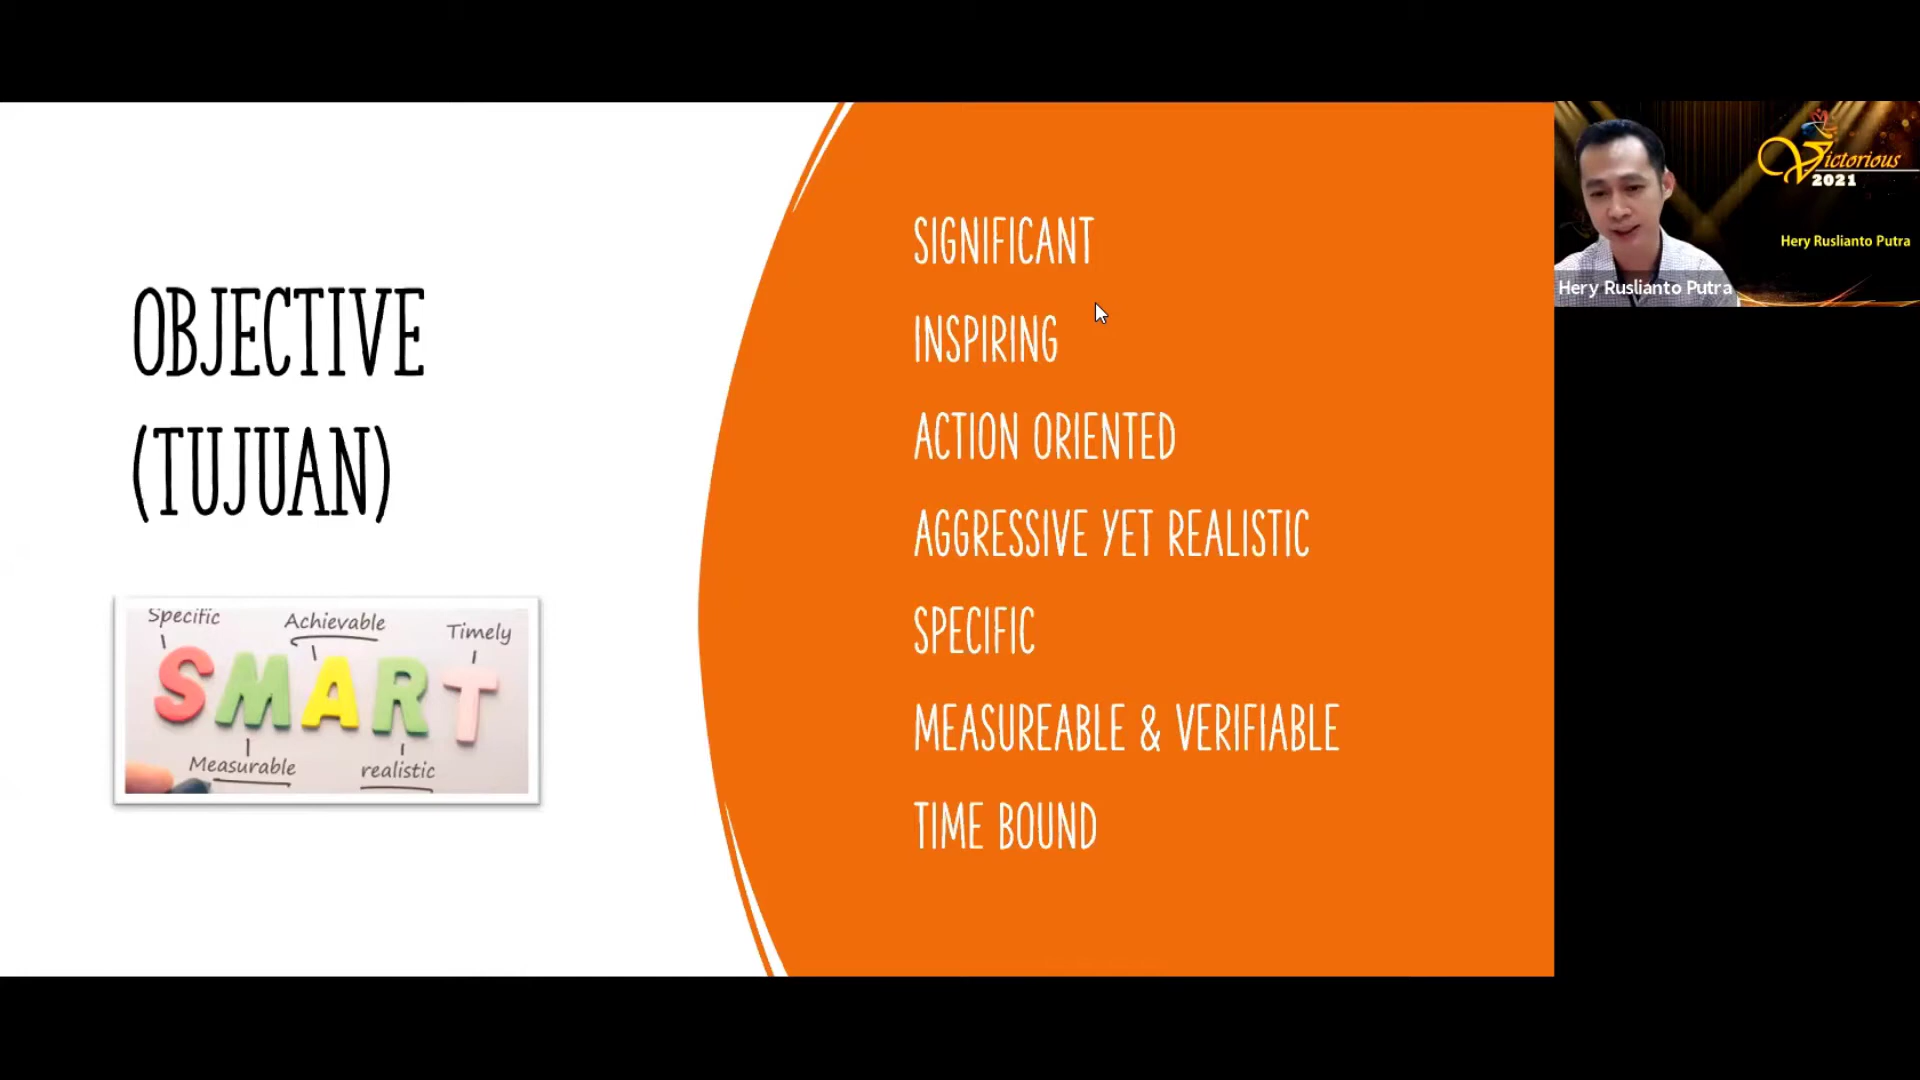 OBJECTIVE
(TUJUAN)
Specific
Achievable
Timely
SMART
Measurable
realistic
SIGNIFICANT
INSPIRING
ACTION ORIENTED
AGGRESSIVE YET REALISTIC
SPECIFIC
MEASUREABLE & VERIFIABLE
TIME BOUND
Victorious
2021
Hery Ruslianto Putra
Hery Ruslianto Putra